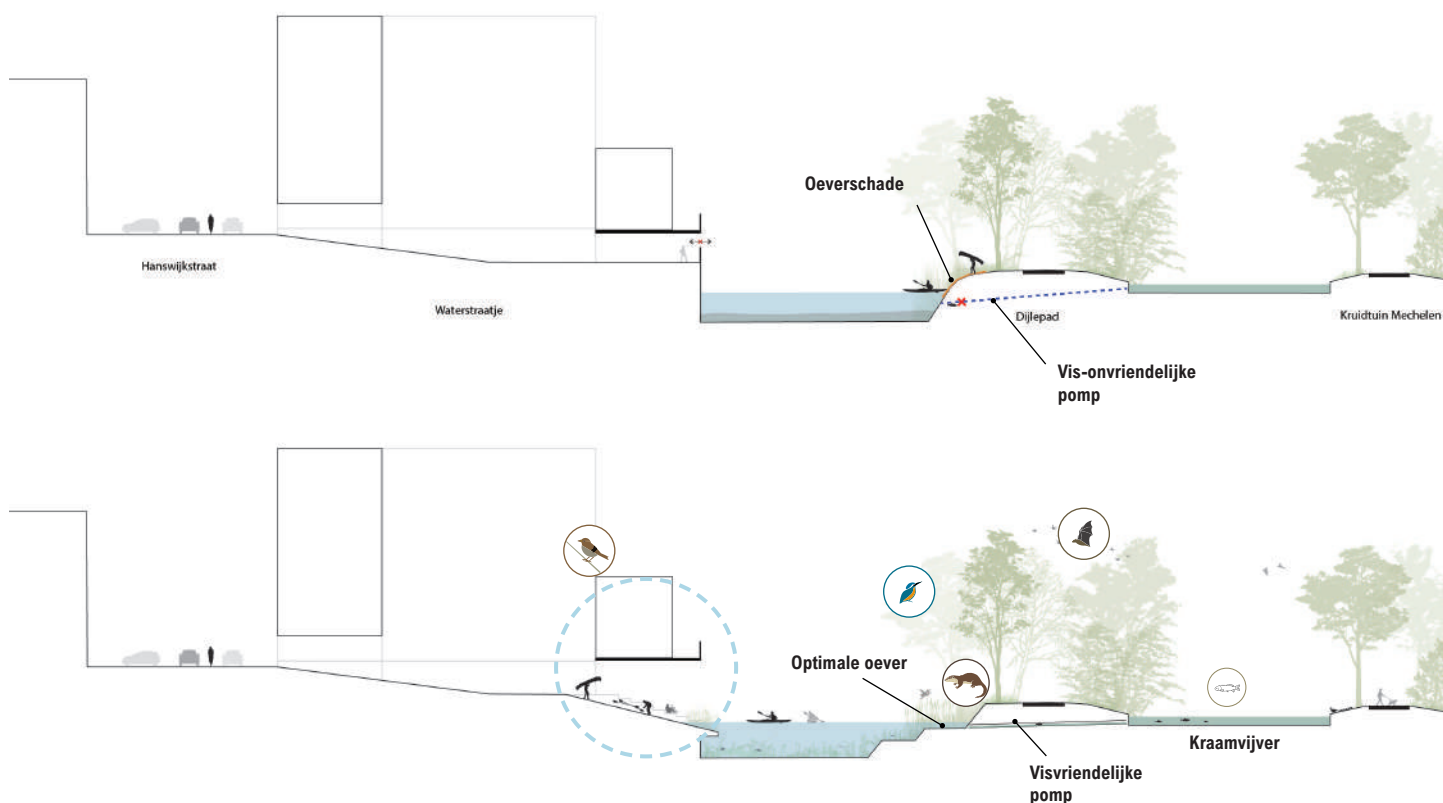 Oeverschade
Hanswijkstraat
Waterstraatje
Dijlepad
Kruidtuin Mechelen
Vis-onvriendelijke
pomp
Optimale oever
Kraamvijver
Visvriendelijke
pomp